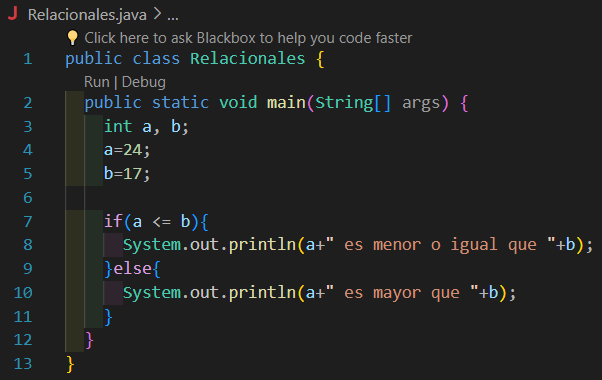 J Relacionales.java > ...
Click here to ask Blackbox to help you code faster
1 public class Relacionales {
Run | Debug
2 public static void main(String[] args) {
3 int a, b;
4 a=24;
5 b=17;
6
7 if(a <= b){
8 System.out.println(a+" es menor o igual que "+b);
9 }else{
10 System.out.println(a+" es mayor que "+b);
11 }
12 }
13 }